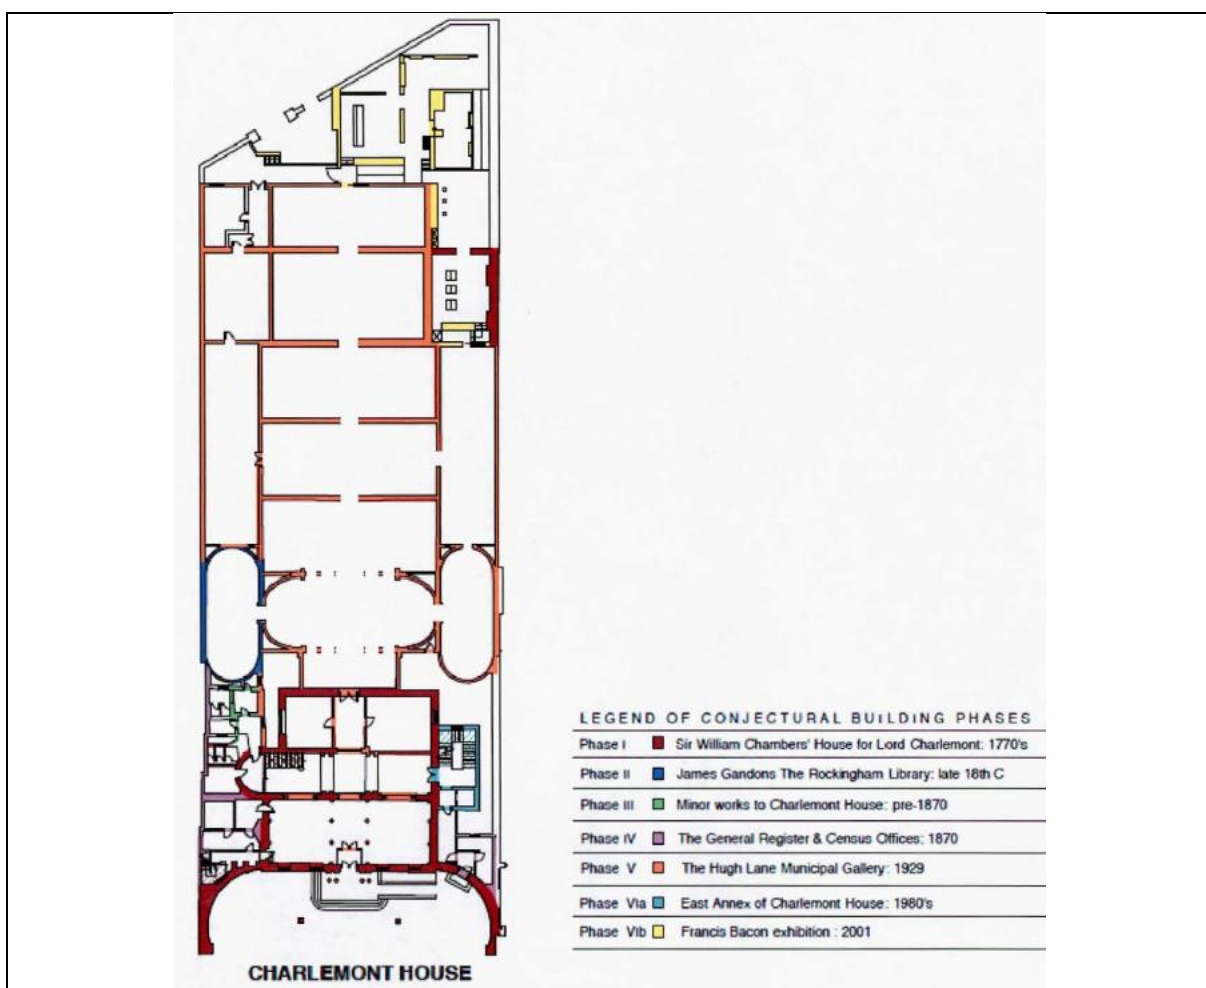 LEGEND OF CONJECTURAL BUILDING PHASES
Phase I Sir William Chambers' House for Lord Charlemont: 1770's
Phase II James Gandons The Rockingham Library: late 18th C
Phase III Minor works to Charlemont House: pre-1870
Phase IV The General Register & Census Offices: 1870
Phase V The Hugh Lane Municipal Gallery: 1929
Phase VIa East Annex of Charlemont House: 1980's
Phase VIb Francis Bacon exhibition : 2001
CHARLEMONT HOUSE